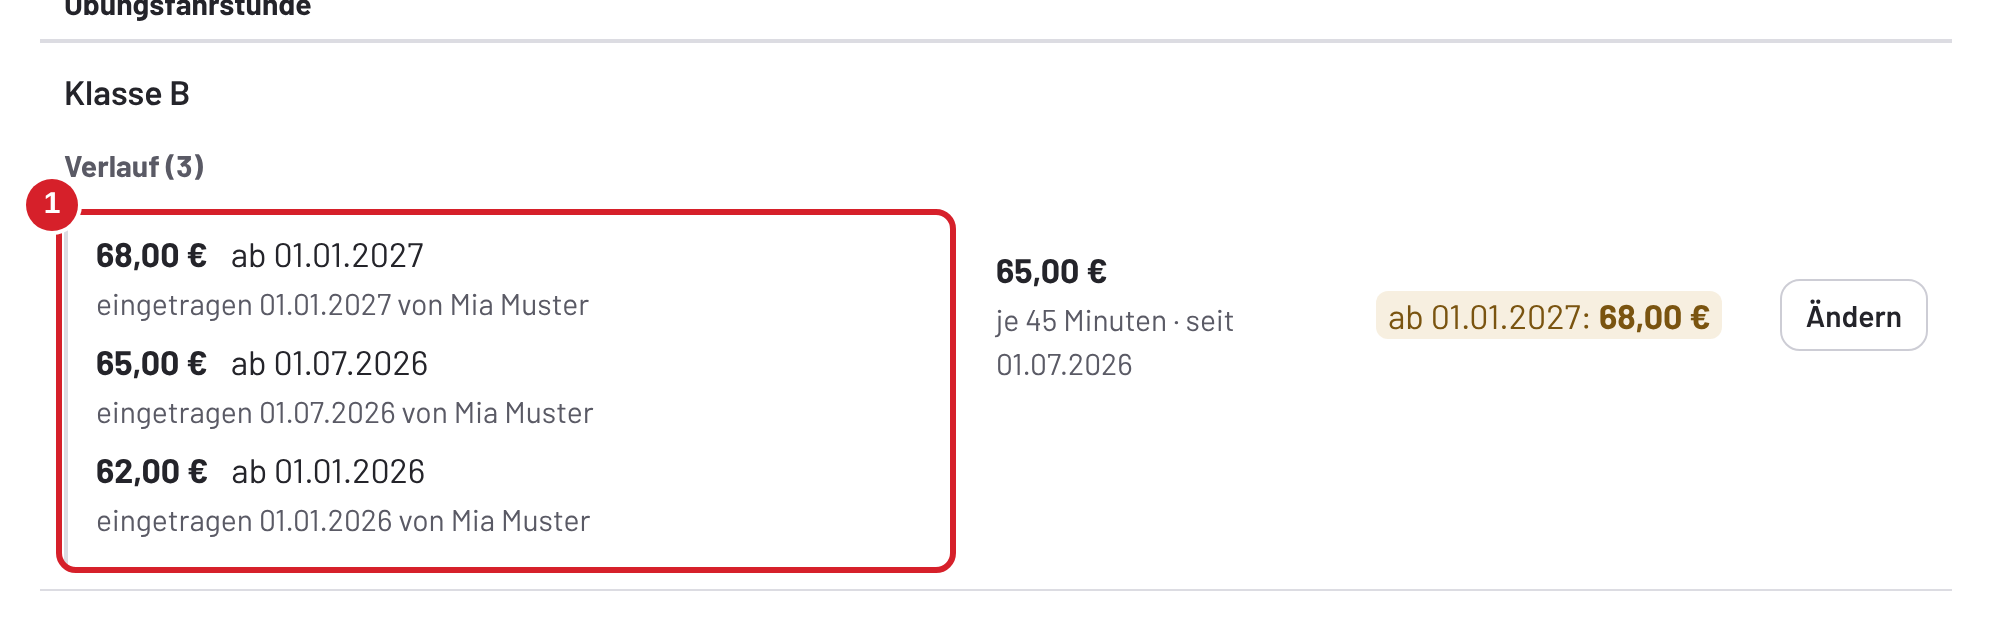 Übungsfahrstunde
Klasse B
Verlauf (3)
1
68,00 € ab 01.01.2027
eingetragen 01.01.2027 von Mia Muster
65,00 € ab 01.07.2026
eingetragen 01.07.2026 von Mia Muster
62,00 € ab 01.01.2026
eingetragen 01.01.2026 von Mia Muster
65,00 €
je 45 Minuten · seit
01.07.2026
ab 01.01.2027: 68,00 €
Ändern